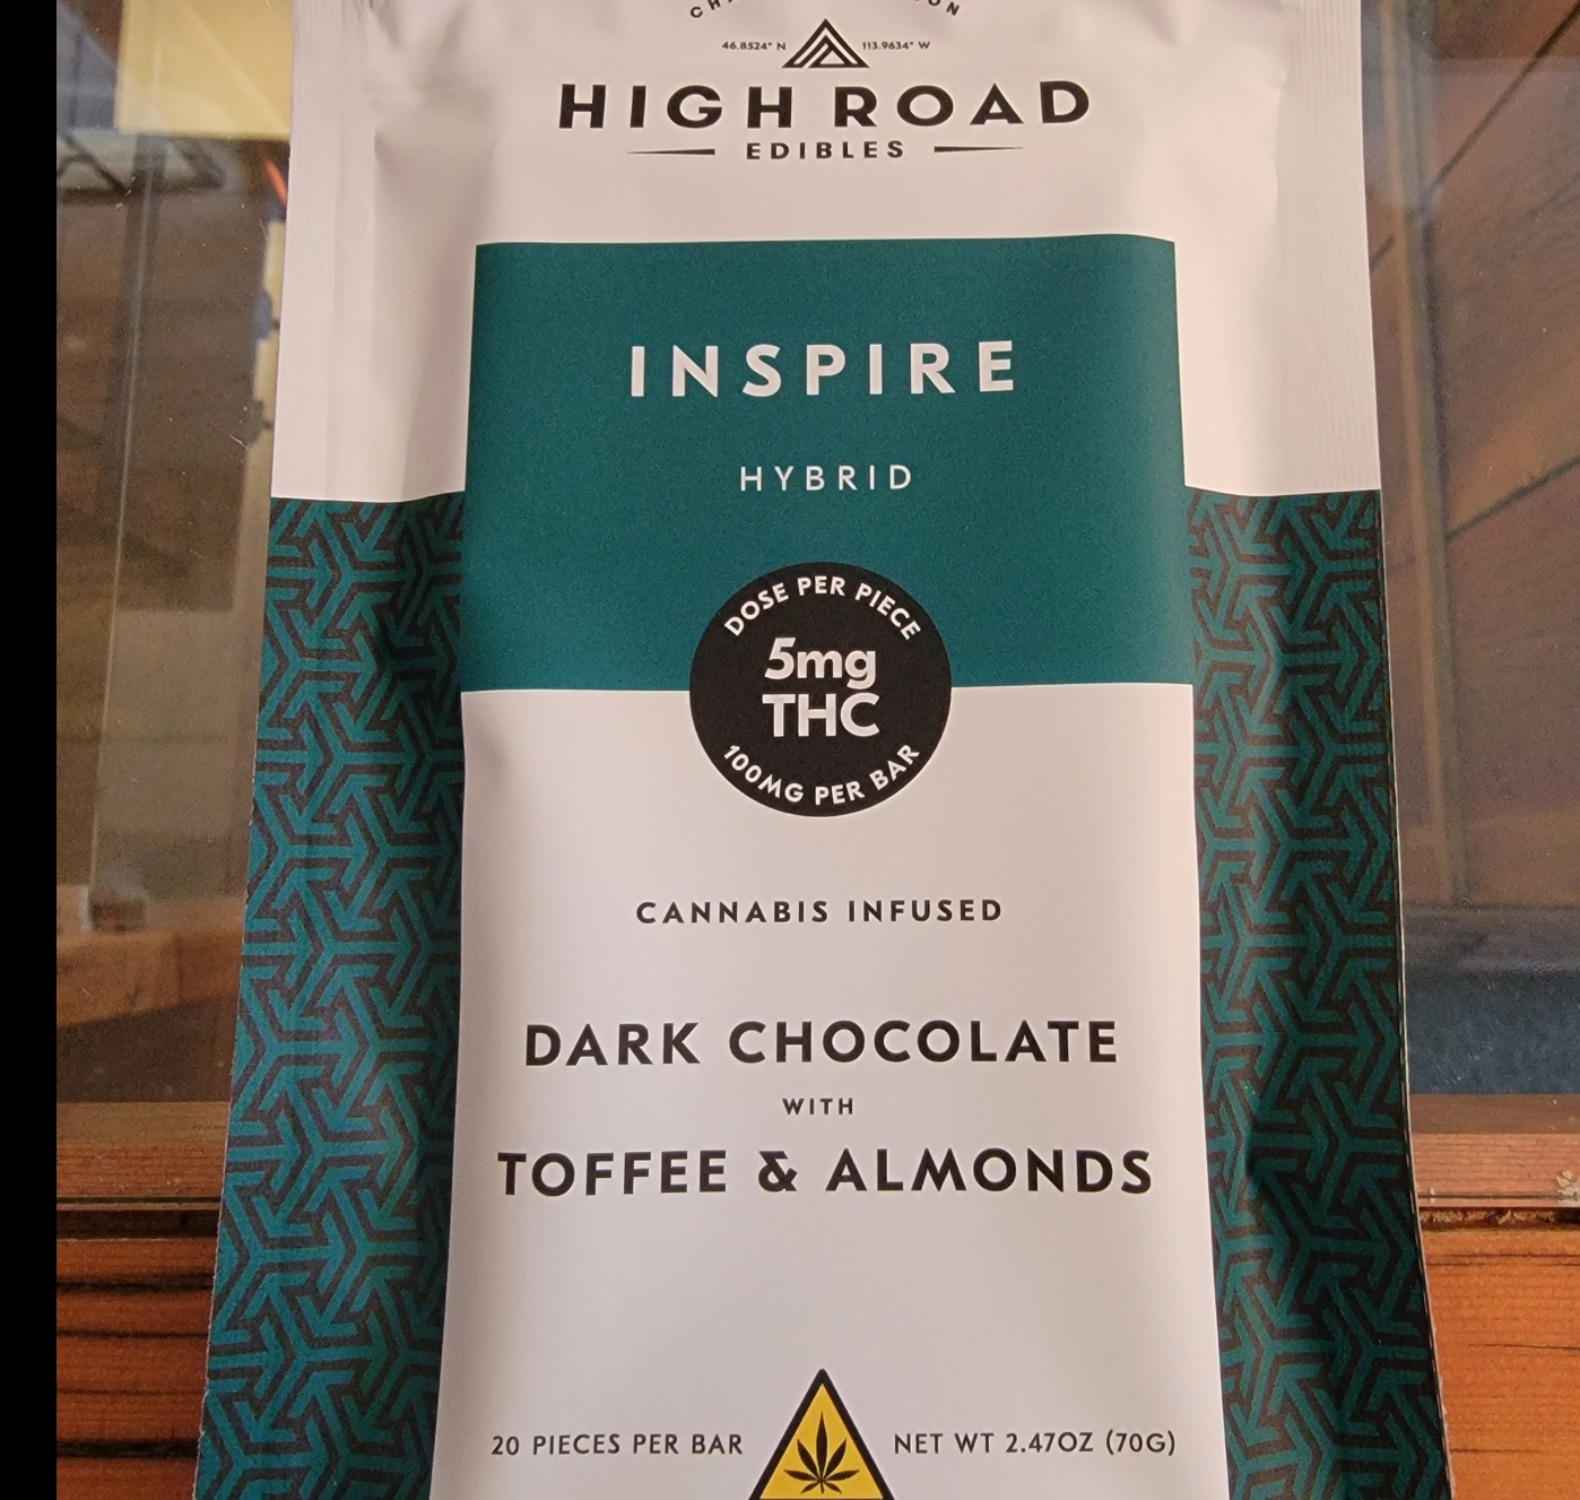 46.8524° N 113.9634° W
HIGH ROAD
EDIBLES
INSPIRE
HYBRID
DOSE PER PIECE
5mg
THC
100MG PER BAR
CANNABIS INFUSED
DARK CHOCOLATE
WITH
TOFFEE & ALMONDS
20 PIECES PER BAR NET WT 2.47OZ (70G)